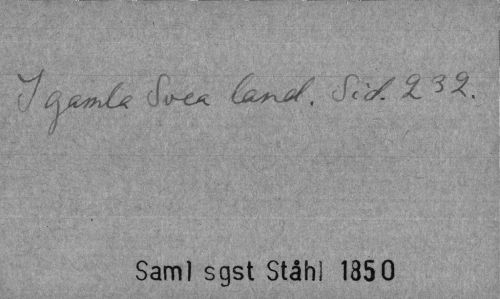 I gamla Svea land. Sid. 232.
Saml sgst Ståhl 1850